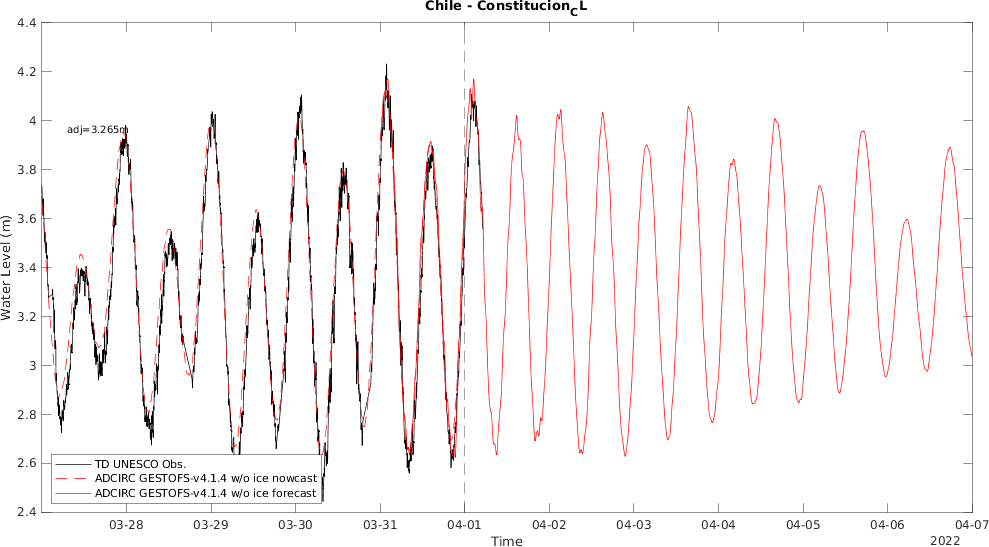 Chile - Constitucion_CL
4.4
4.2
4
3.8
3.6
3.4
3.2
3
2.8
2.6
2.4
Water Level (m)
adj=3.265m
TD UNESCO Obs.
ADCIRC GESTOFS-v4.1.4 w/o ice nowcast
ADCIRC GESTOFS-v4.1.4 w/o ice forecast
03-28 03-29 03-30 03-31 04-01 04-02 04-03 04-04 04-05 04-06 04-07
Time
2022